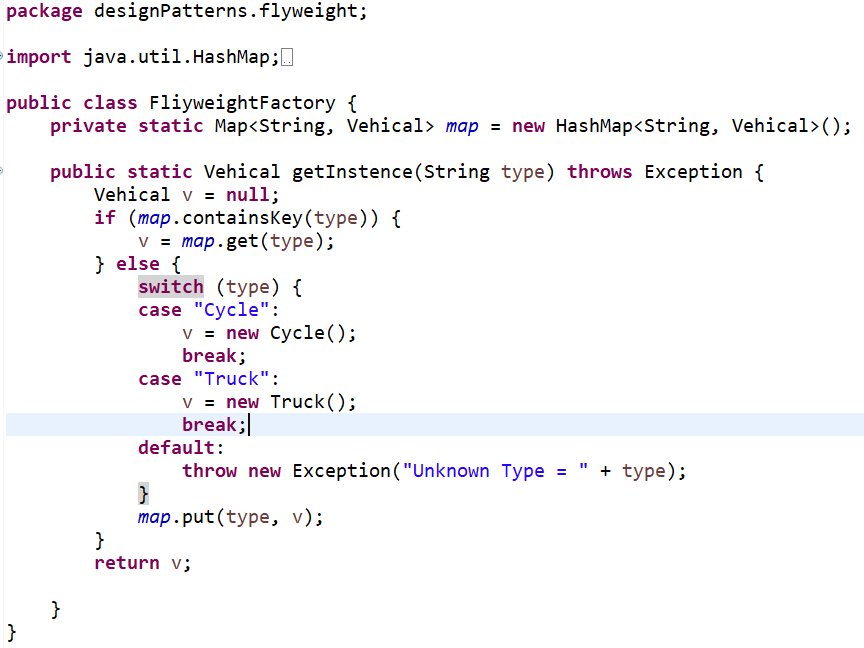 package designPatterns.flyweight;
import java.util.HashMap;
public class FliyweightFactory {
private static Map<String, Vehical> map = new HashMap<String, Vehical>();
public static Vehical getInstence(String type) throws Exception {
Vehical v = null;
if (map.containsKey(type)) {
v = map.get(type);
} else {
switch (type) {
case "Cycle":
v = new Cycle();
break;
case "Truck":
v = new Truck();
break;
default:
throw new Exception("Unknown Type = " + type);
}
map.put(type, v);
}
return v;
}
}